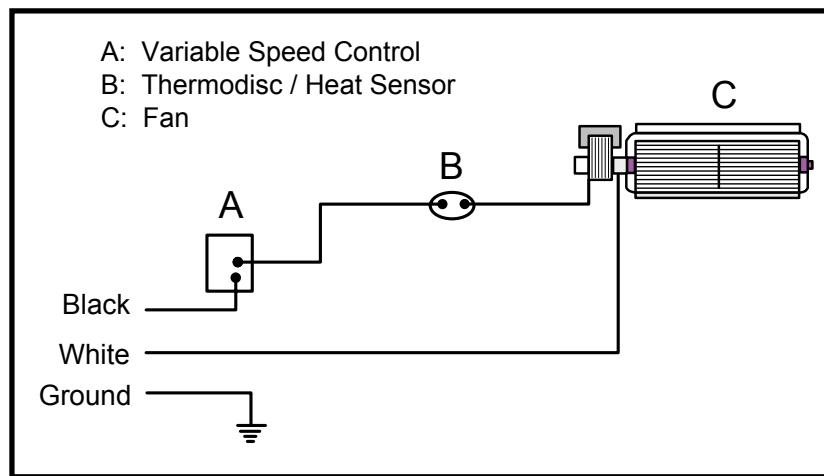 A: Variable Speed Control
B: Thermodisc / Heat Sensor
C: Fan
C
B
A
Black
White
Ground